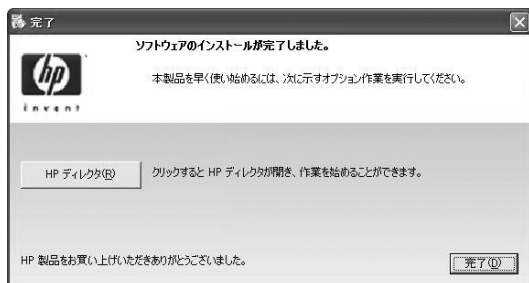 完了
hp
invent
ソフトウェアのインストールが完了しました。
本製品を早く使い始めるには、次に示すオプション作業を実行してください。
HP ディレクタ(R)
クリックすると HP ディレクタが開き、作業を始めることができます。
HP 製品をお買い上げいただきありがとうございました。
完了(D)